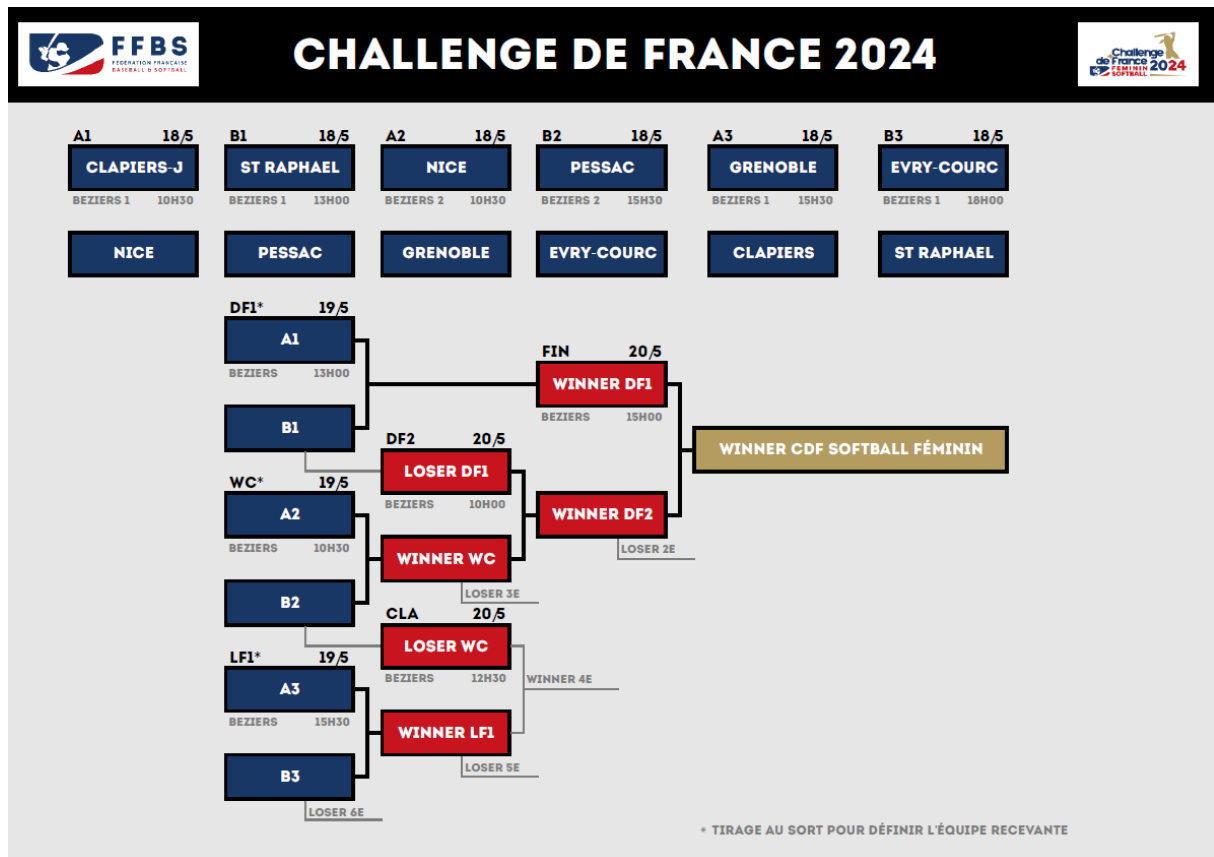 FFBS
FÉDÉRATION FRANÇAISE
BASEBALL & SOFTBALL
CHALLENGE DE FRANCE 2024
Challenge
de France
FEMININ
SOFTBALL
2024
A1 18/5 B1 18/5 A2 18/5 B2 18/5 A3 18/5 B3 18/5
CLAPIERS-J ST RAPHAEL NICE PESSAC GRENOBLE EVRY-COURC
BEZIERS 1 10H30 BEZIERS 1 13H00 BEZIERS 2 10H30 BEZIERS 2 15H30 BEZIERS 1 15H30 BEZIERS 1 18H00
NICE PESSAC GRENOBLE EVRY-COURC CLAPIERS ST RAPHAEL
DF1* 19/5
A1
BEZIERS 13H00
B1
FIN 20/5
WINNER DF1
BEZIERS 15H00
WINNER CDF SOFTBALL FÉMININ
DF2 20/5
LOSER DF1
BEZIERS 10H00
WC* 19/5
A2
BEZIERS 10H30
WINNER DF2
LOSER 2E
WINNER WC
LOSER 3E
B2
CLA 20/5
LOSER WC
BEZIERS 12H30
WINNER 4E
LF1* 19/5
A3
BEZIERS 15H30
WINNER LF1
LOSER 5E
B3
LOSER 6E
* TIRAGE AU SORT POUR DÉFINIR L'ÉQUIPE RECEVANTE